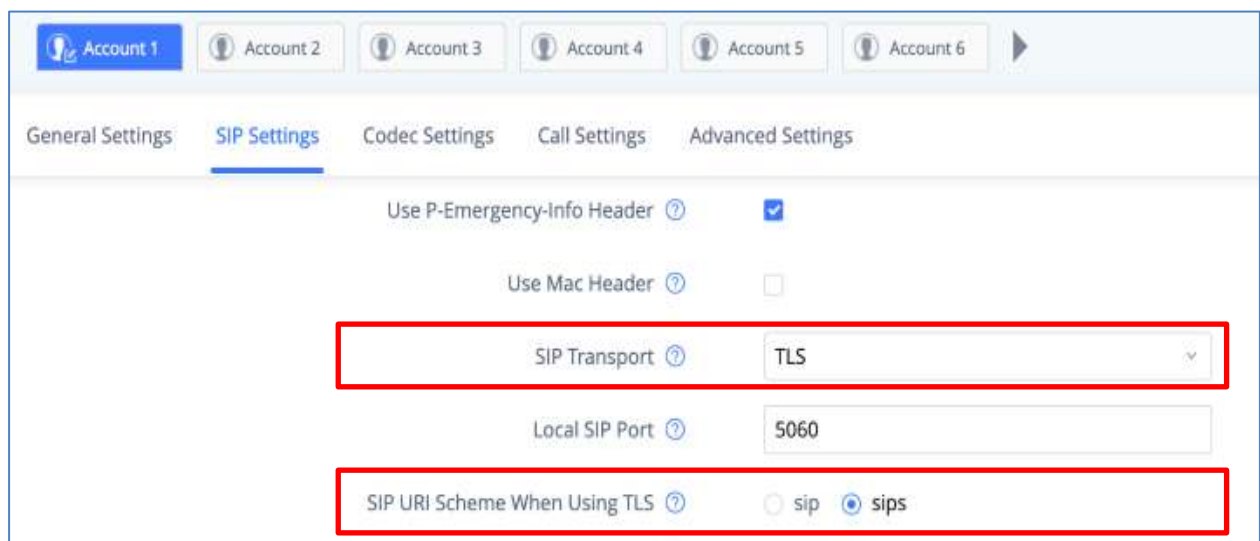 Account 1 Account 2 Account 3 Account 4 Account 5 Account 6
General Settings SIP Settings Codec Settings Call Settings Advanced Settings
Use P-Emergency-Info Header
Use Mac Header
SIP Transport TLS
Local SIP Port 5060
SIP URI Scheme When Using TLS sip sips